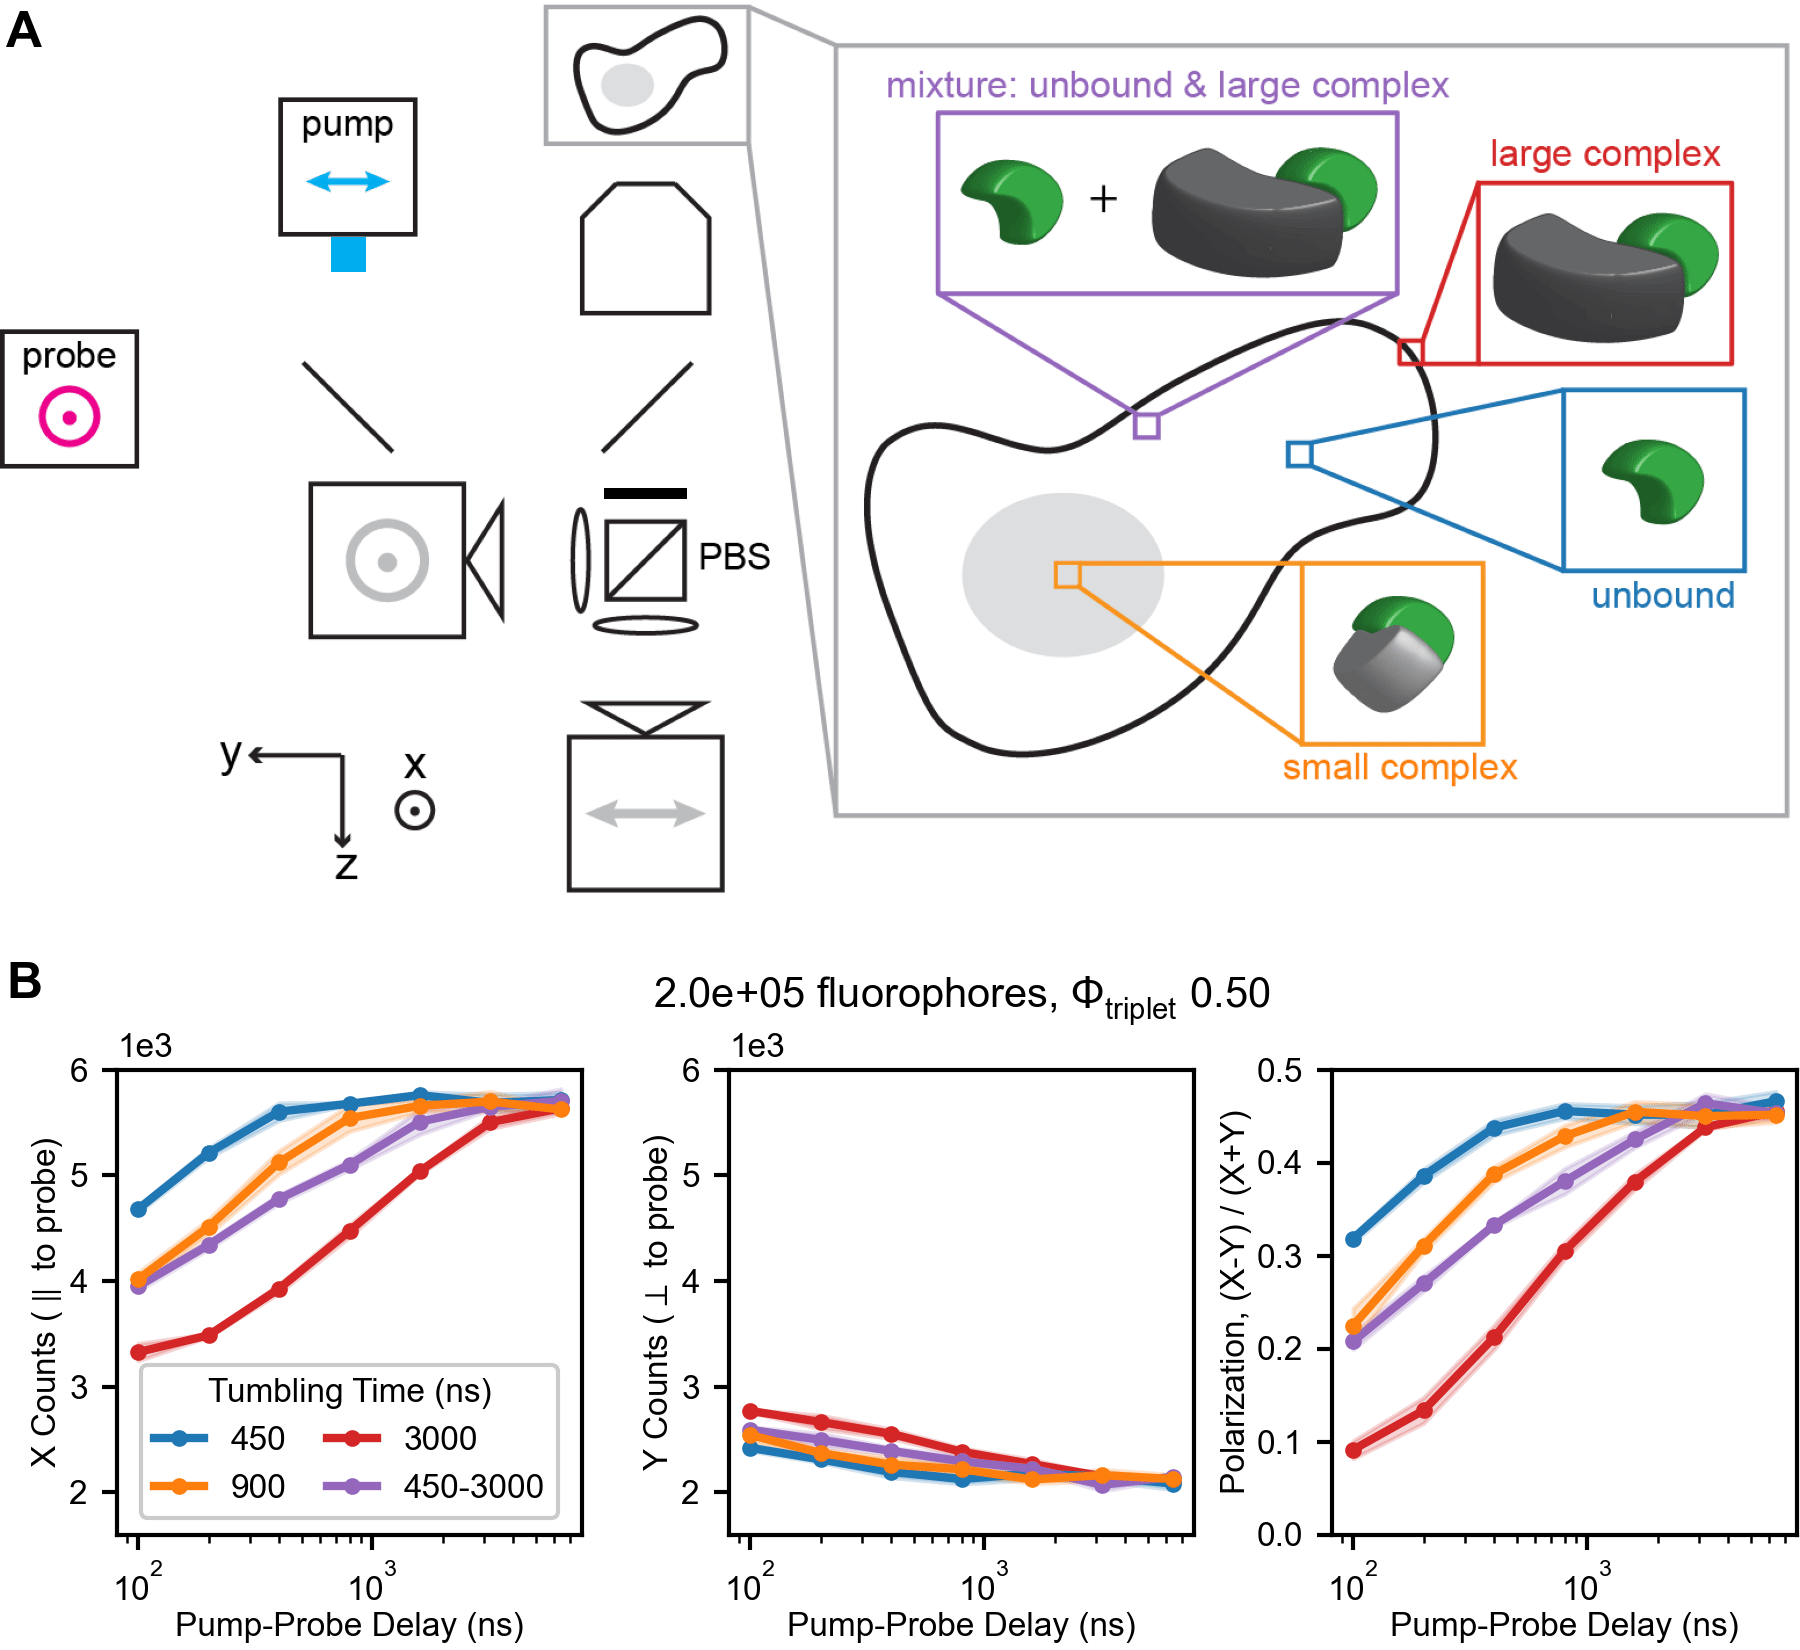 A
pump
probe
PBS
y
x
z
mixture: unbound & large complex
+
large complex
unbound
small complex
B
2.0e+05 fluorophores, Φtriplet 0.50
1e3
6
5
4
3
2
X Counts ( || to probe)
Tumbling Time (ns)
450
3000
900
450-3000
10²
10³
Pump-Probe Delay (ns)
1e3
6
5
4
3
2
Y Counts ( ⊥ to probe)
10²
10³
Pump-Probe Delay (ns)
0.5
0.4
0.3
0.2
0.1
0.0
Polarization, (X-Y) / (X+Y)
10²
10³
Pump-Probe Delay (ns)